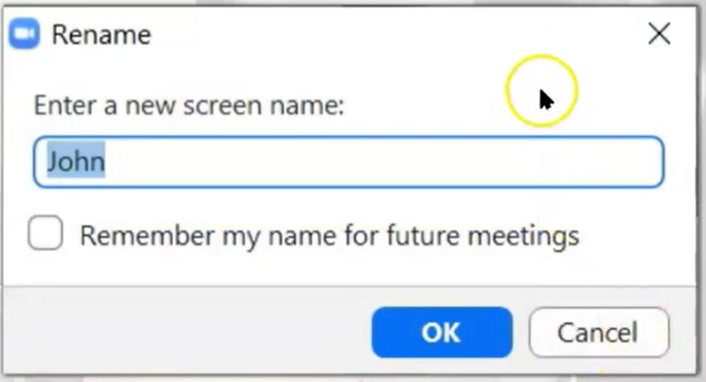 Rename
Enter a new screen name:
John
Remember my name for future meetings
OK
Cancel